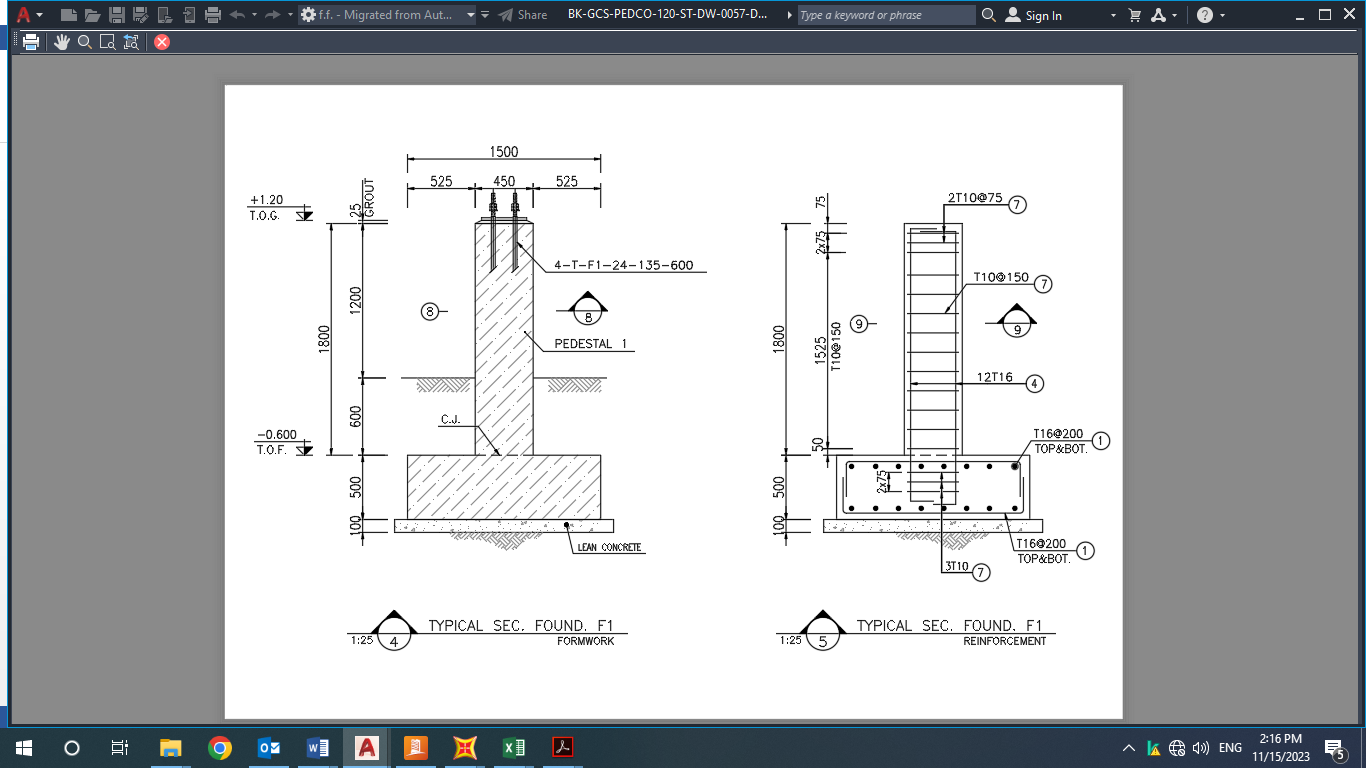 f.f. - Migrated from Aut...
Share
BK-GCS-PEDCO-120-ST-DW-0057-D...
Type a keyword or phrase
Sign In
1500
525
450
525
+1.20
T.O.G.
25
GROUT
1200
1800
600
-0.600
T.O.F.
500
100
4-T-F1-24-135-600
8
8
PEDESTAL 1
C.J.
LEAN CONCRETE
4
1:25
TYPICAL SEC. FOUND. F1
FORMWORK
75
2x75
2T10@75
7
T10@150
7
1800
1525
T10@150
9
9
12T16
4
50
T16@200
TOP&BOT.
1
500
2x75
100
T16@200
TOP&BOT.
1
3T10
7
5
1:25
TYPICAL SEC. FOUND. F1
REINFORCEMENT
ENG
2:16 PM
11/15/2023
5